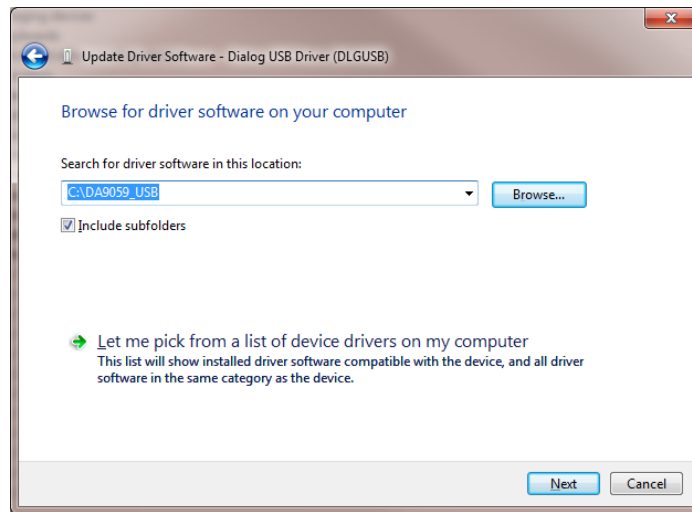 Update Driver Software - Dialog USB Driver (DLGUSB)
Browse for driver software on your computer
Search for driver software in this location:
C:\DA9059_USB
Browse...
Include subfolders
Let me pick from a list of device drivers on my computer
This list will show installed driver software compatible with the device, and all driver
software in the same category as the device.
Next
Cancel